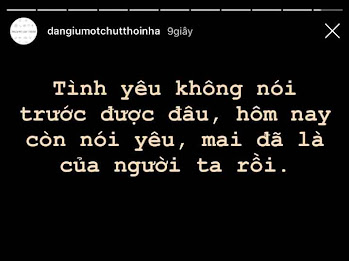 dangiumotchutthoinha 9giây
Tình yêu không nói
trước được đâu, hôm nay
còn nói yêu, mai đã là
của người ta rồi.